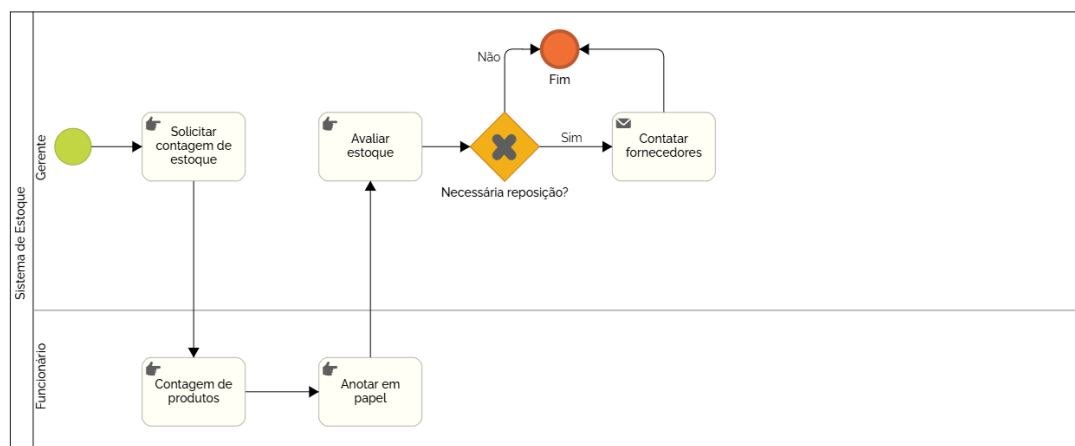 Sistema de Estoque
Gerente
Solicitar
contagem de
estoque
Avaliar
estoque
Necessária reposição?
Não
Fim
Sim
Contatar
fornecedores
Funcionário
Contagem de
produtos
Anotar em
papel